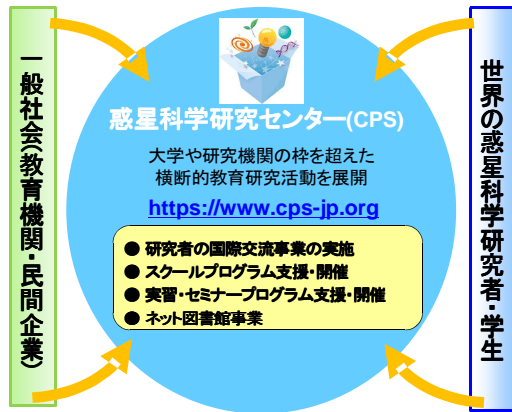 一般社会(教育機関・民間企業)
惑星科学研究センター(CPS)
大学や研究機関の枠を超えた
横断的教育研究活動を展開
https://www.cps-jp.org
● 研究者の国際交流事業の実施
● スクールプログラム支援・開催
● 実習・セミナープログラム支援・開催
● ネット図書館事業
世界の惑星科学研究者・学生